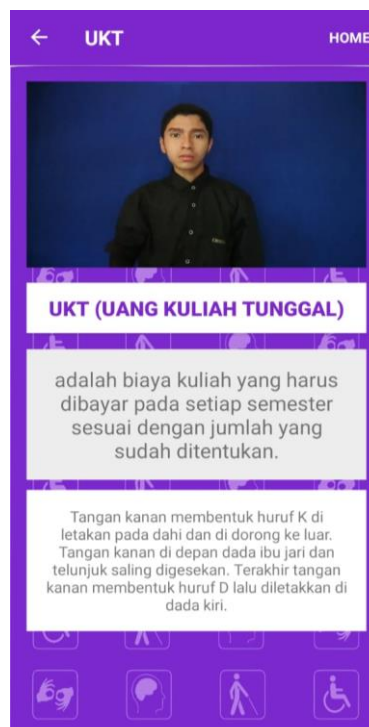 UKT
HOME
UKT (UANG KULIAH TUNGGAL)
adalah biaya kuliah yang harus
dibayar pada setiap semester
sesuai dengan jumlah yang
sudah ditentukan.
Tangan kanan membentuk huruf K di
letakan pada dahi dan di dorong ke luar.
Tangan kanan di depan dada ibu jari dan
telunjuk saling digesekan. Terakhir tangan
kanan membentuk huruf D lalu diletakkan di
dada kiri.